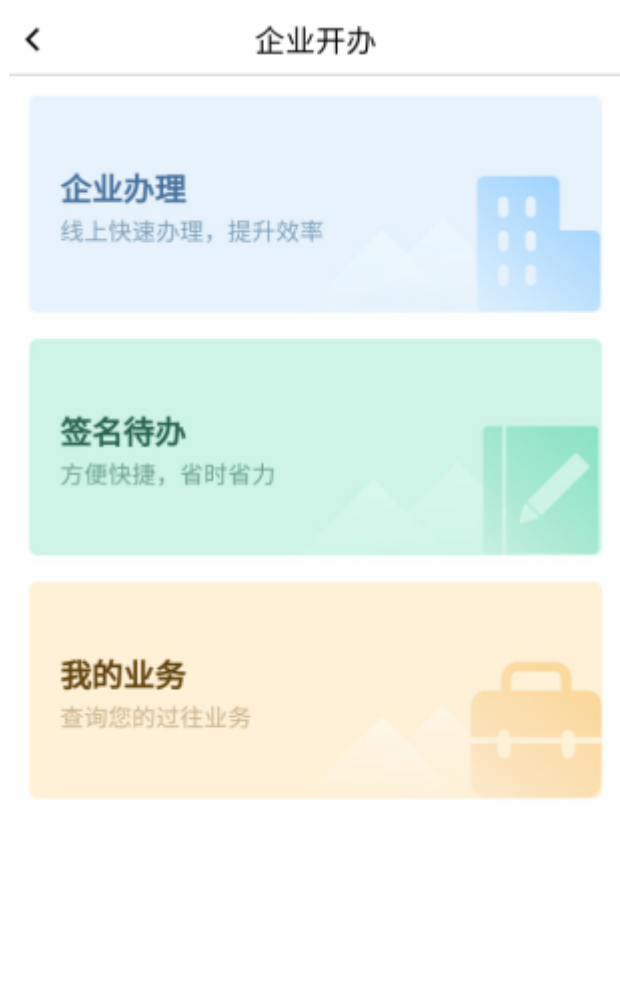 企业开办
企业办理
线上快速办理，提升效率
签名待办
方便快捷，省时省力
我的业务
查询您的过往业务